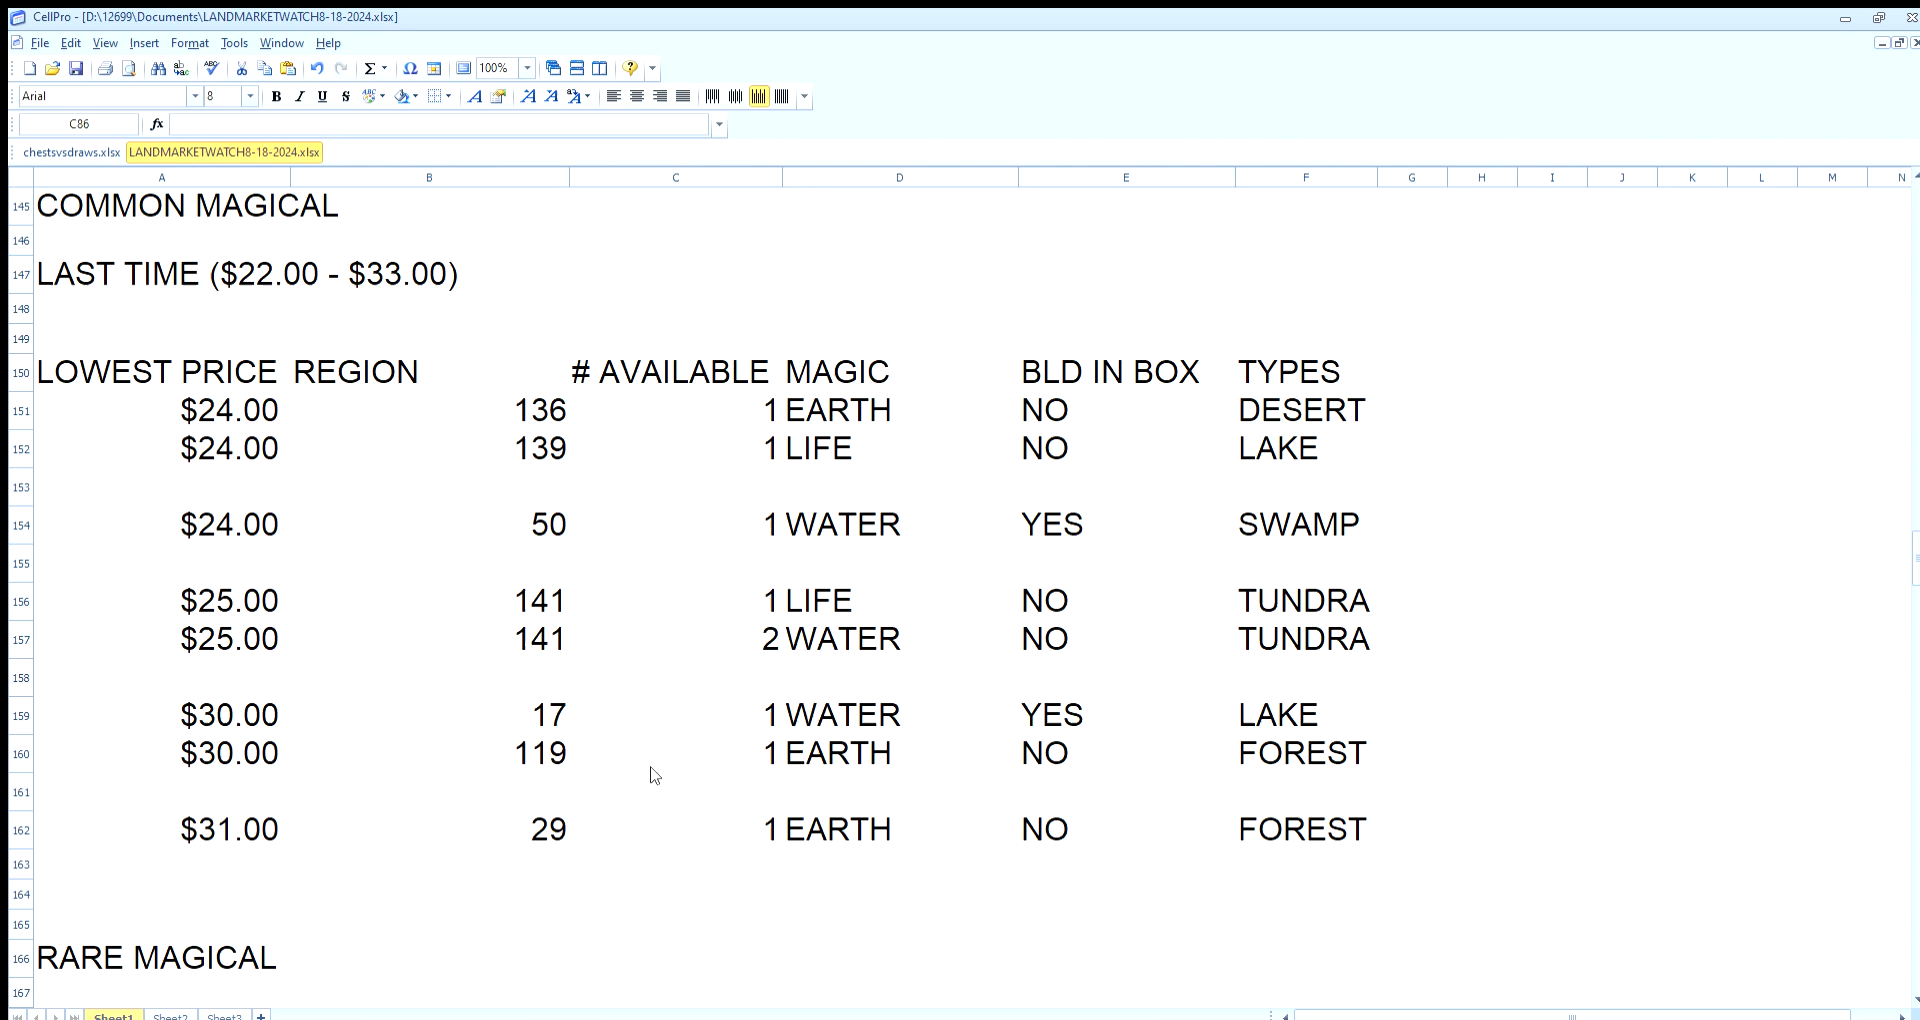 CellPro - [D:\12699\Documents\LANDMARKETWATCH8-18-2024.xlsx]
File Edit View Insert Format Tools Window Help
100%
Arial 8
C86 fx
chestsvsdraws.xlsx LANDMARKETWATCH8-18-2024.xlsx
A B C D E F G H I J K L M N
145 COMMON MAGICAL
146
147 LAST TIME ($22.00 - $33.00)
148
149
150 LOWEST PRICE REGION # AVAILABLE MAGIC BLD IN BOX TYPES
151 $24.00 136 1 EARTH NO DESERT
152 $24.00 139 1 LIFE NO LAKE
153
154 $24.00 50 1 WATER YES SWAMP
155
156 $25.00 141 1 LIFE NO TUNDRA
157 $25.00 141 2 WATER NO TUNDRA
158
159 $30.00 17 1 WATER YES LAKE
160 $30.00 119 1 EARTH NO FOREST
161
162 $31.00 29 1 EARTH NO FOREST
163
164
165
166 RARE MAGICAL
167
Sheet1 Sheet2 Sheet3